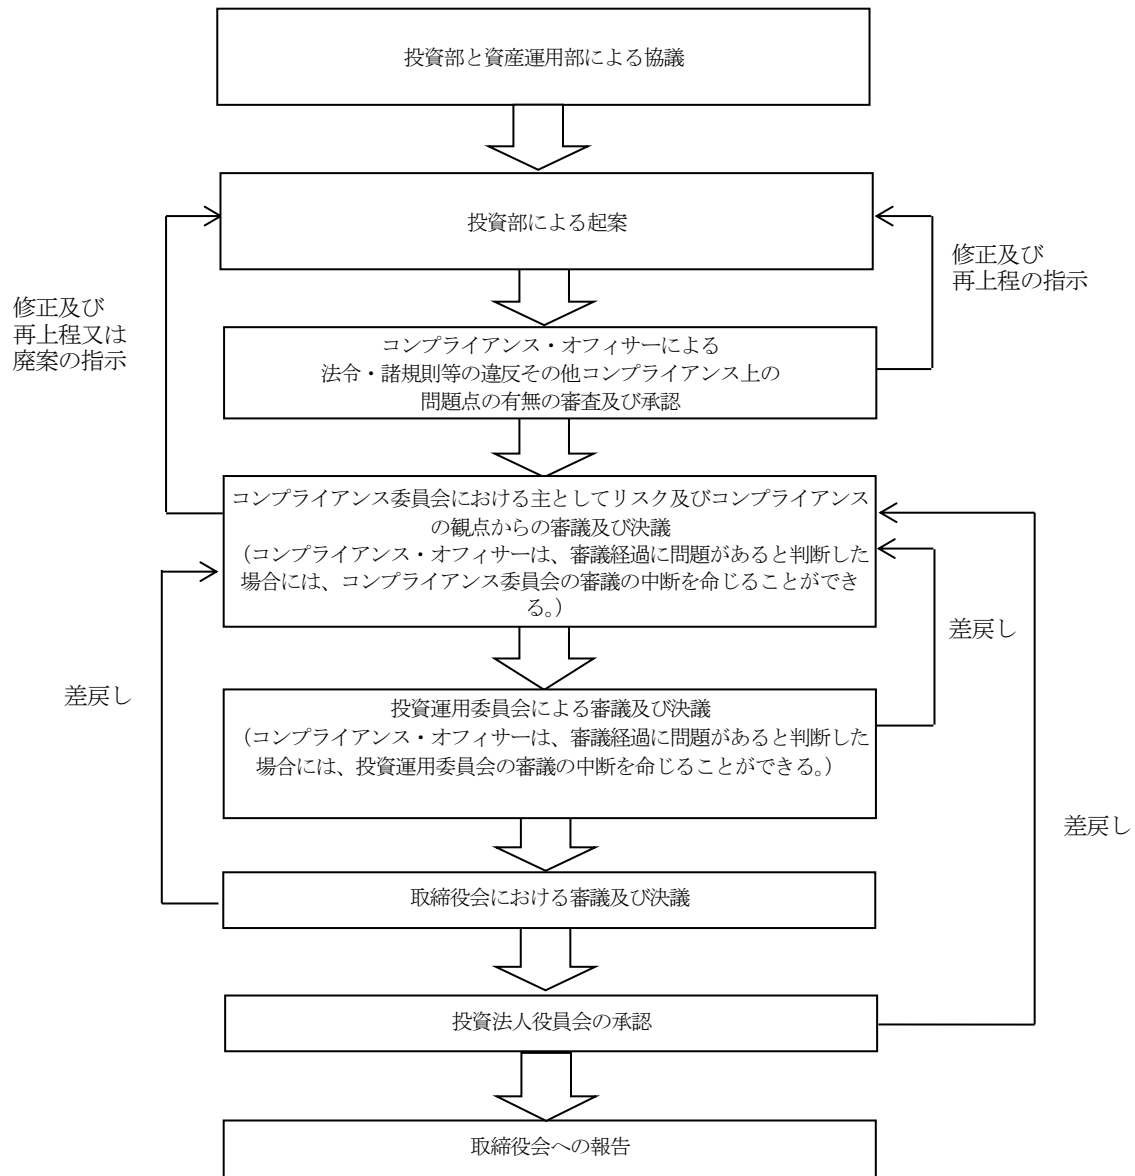 投資部と資産運用部による協議
投資部による起案
修正及び
再上程の指示
修正及び
再上程又は
廃案の指示
コンプライアンス・オフィサーによる
法令・諸規則等の違反その他コンプライアンス上の
問題点の有無の審査及び承認
コンプライアンス委員会における主としてリスク及びコンプライアンス
の観点からの審議及び決議
（コンプライアンス・オフィサーは、審議経過に問題があると判断した
場合には、コンプライアンス委員会の審議の中断を命じることができ
る。）
差戻し
差戻し
投資運用委員会による審議及び決議
（コンプライアンス・オフィサーは、審議経過に問題があると判断した
場合には、投資運用委員会の審議の中断を命じることができる。）
差戻し
取締役会における審議及び決議
投資法人役員会の承認
取締役会への報告